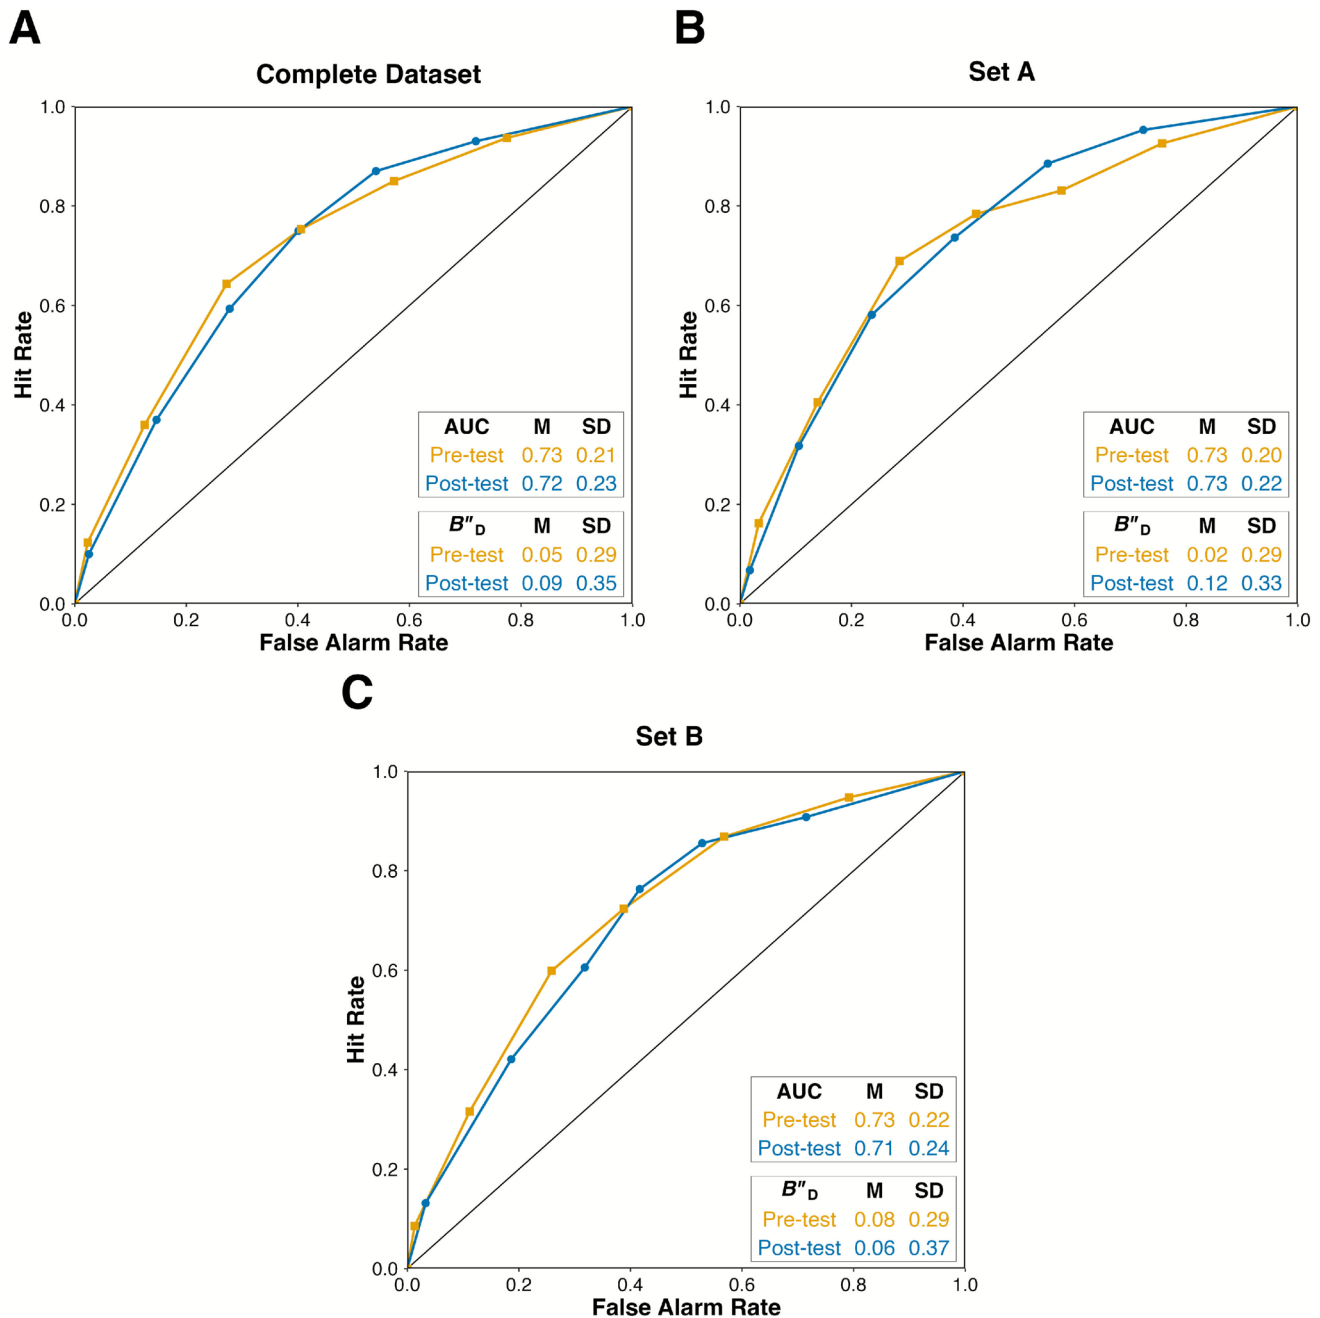 A
Complete Dataset
1.0
0.8
0.6
0.4
0.2
0.0
Hit Rate
0.0 0.2 0.4 0.6 0.8 1.0
False Alarm Rate
AUC M SD
Pre-test 0.73 0.21
Post-test 0.72 0.23
B″D M SD
Pre-test 0.05 0.29
Post-test 0.09 0.35
B
Set A
1.0
0.8
0.6
0.4
0.2
0.0
Hit Rate
0.0 0.2 0.4 0.6 0.8 1.0
False Alarm Rate
AUC M SD
Pre-test 0.73 0.20
Post-test 0.73 0.22
B″D M SD
Pre-test 0.02 0.29
Post-test 0.12 0.33
C
Set B
1.0
0.8
0.6
0.4
0.2
0.0
Hit Rate
0.0 0.2 0.4 0.6 0.8 1.0
False Alarm Rate
AUC M SD
Pre-test 0.73 0.22
Post-test 0.71 0.24
B″D M SD
Pre-test 0.08 0.29
Post-test 0.06 0.37